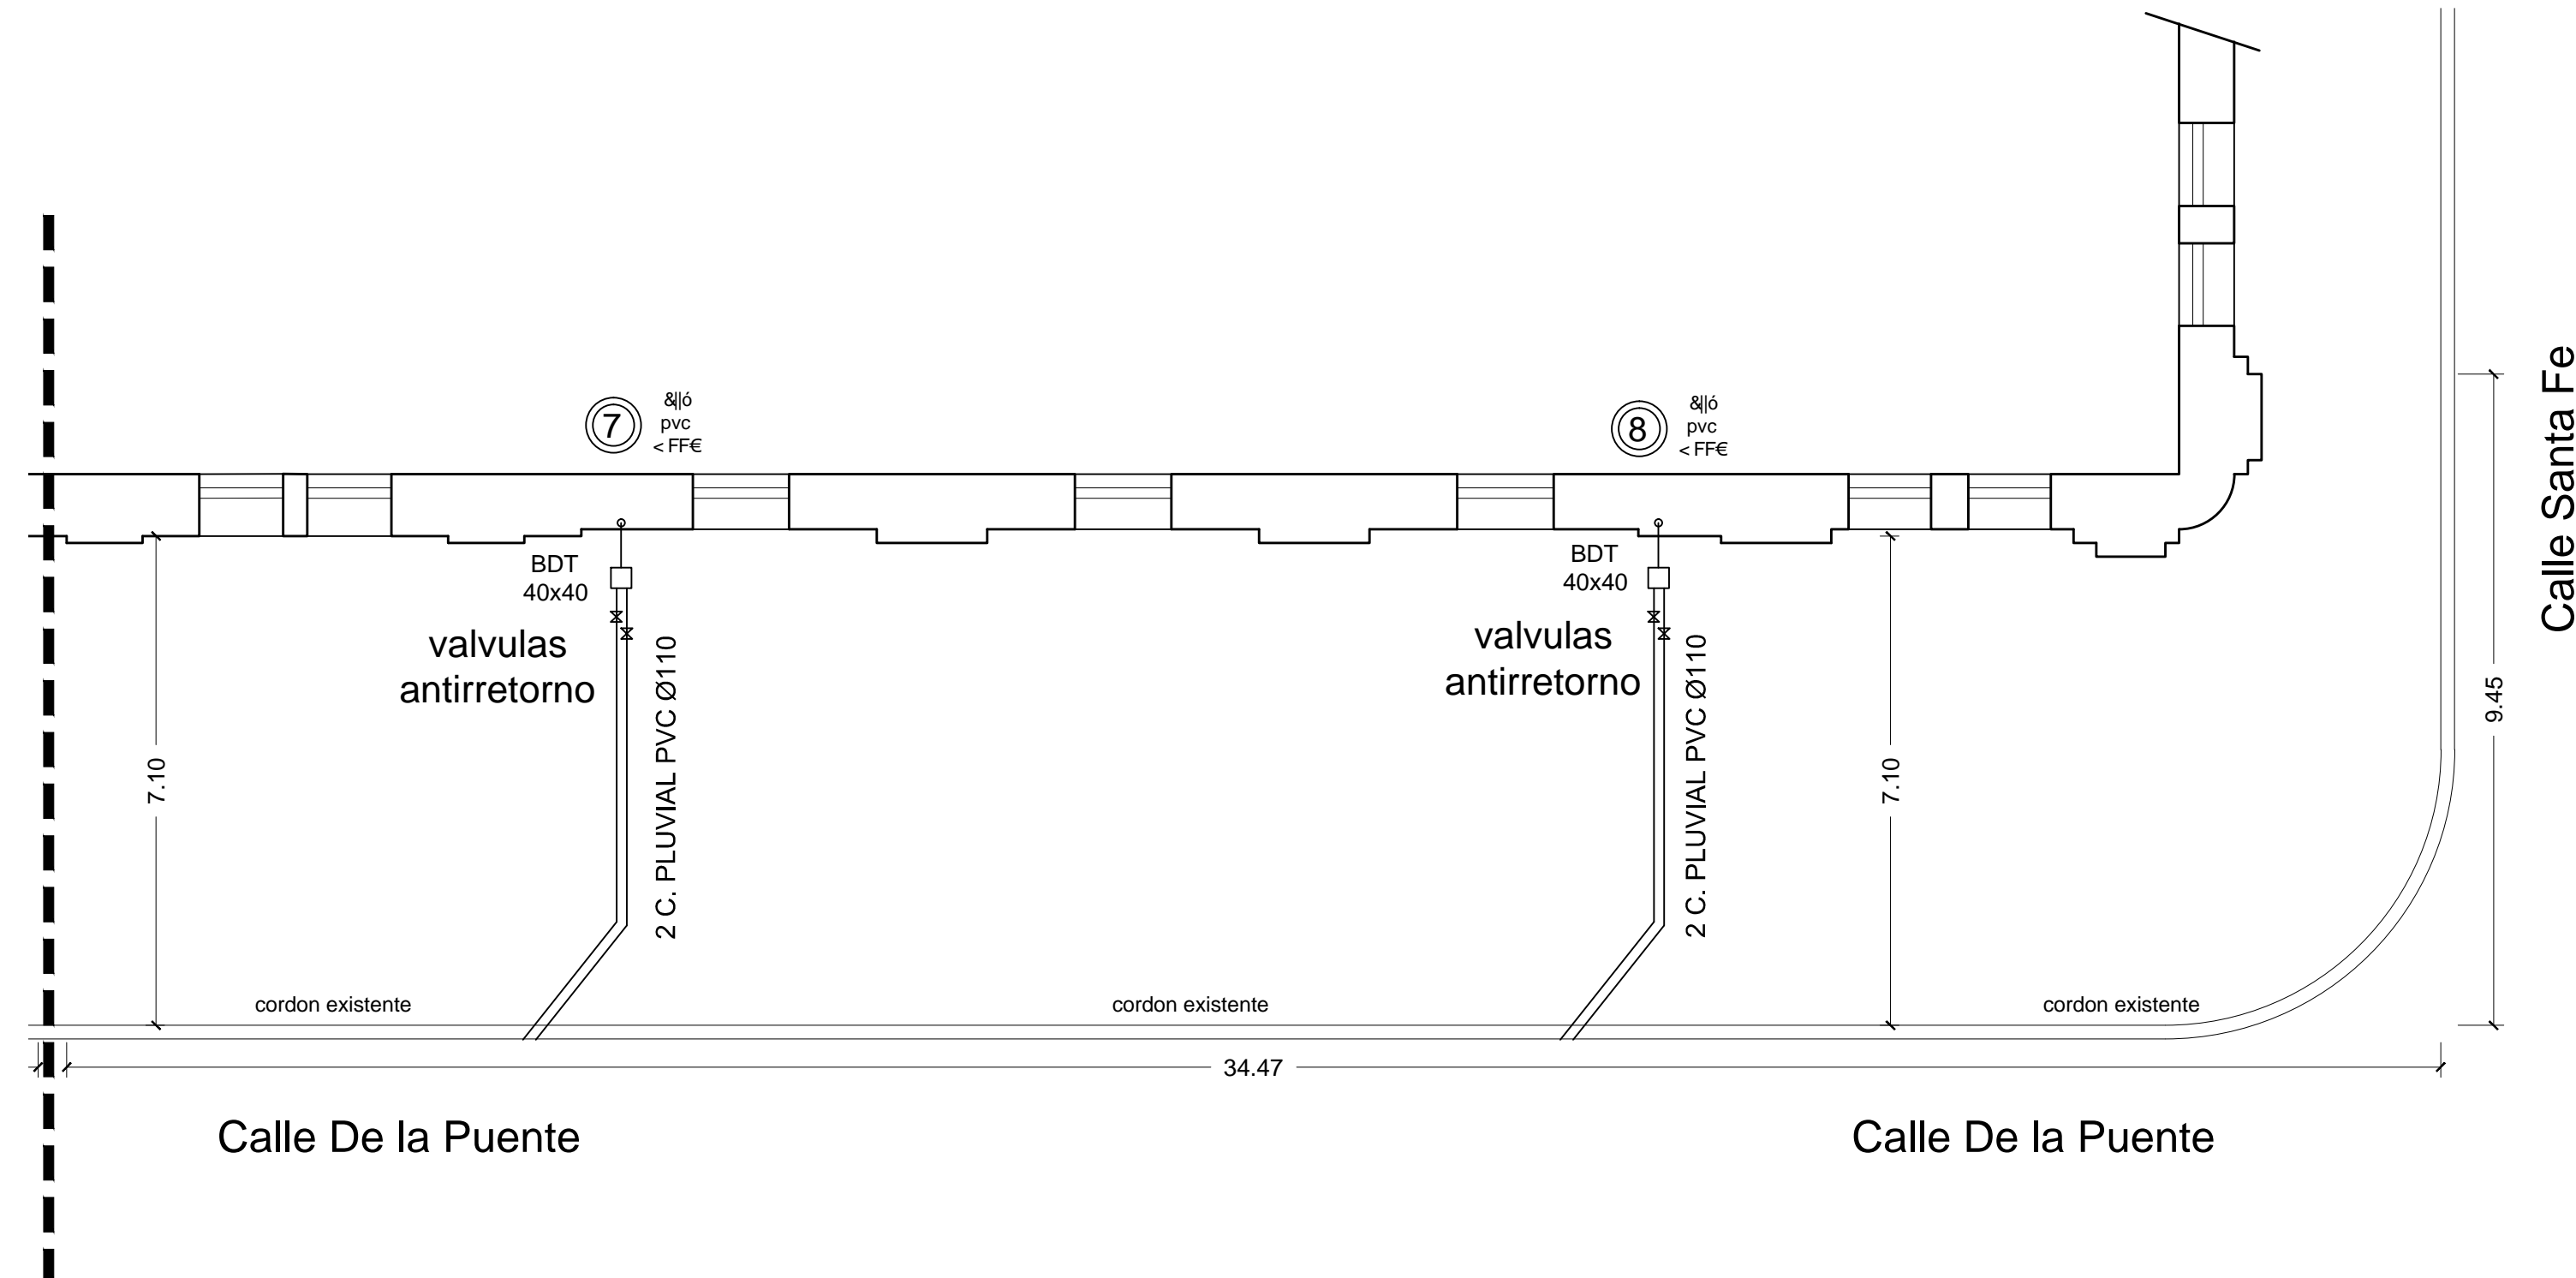 Calle Santa Fe
7
&||ó
pvc
< FF€
8
&||ó
pvc
< FF€
BDT
40x40
valvulas
antirretorno
2 C. PLUVIAL PVC Ø110
BDT
40x40
valvulas
antirretorno
2 C. PLUVIAL PVC Ø110
7.10
7.10
9.45
cordon existente
cordon existente
cordon existente
34.47
Calle De la Puente
Calle De la Puente